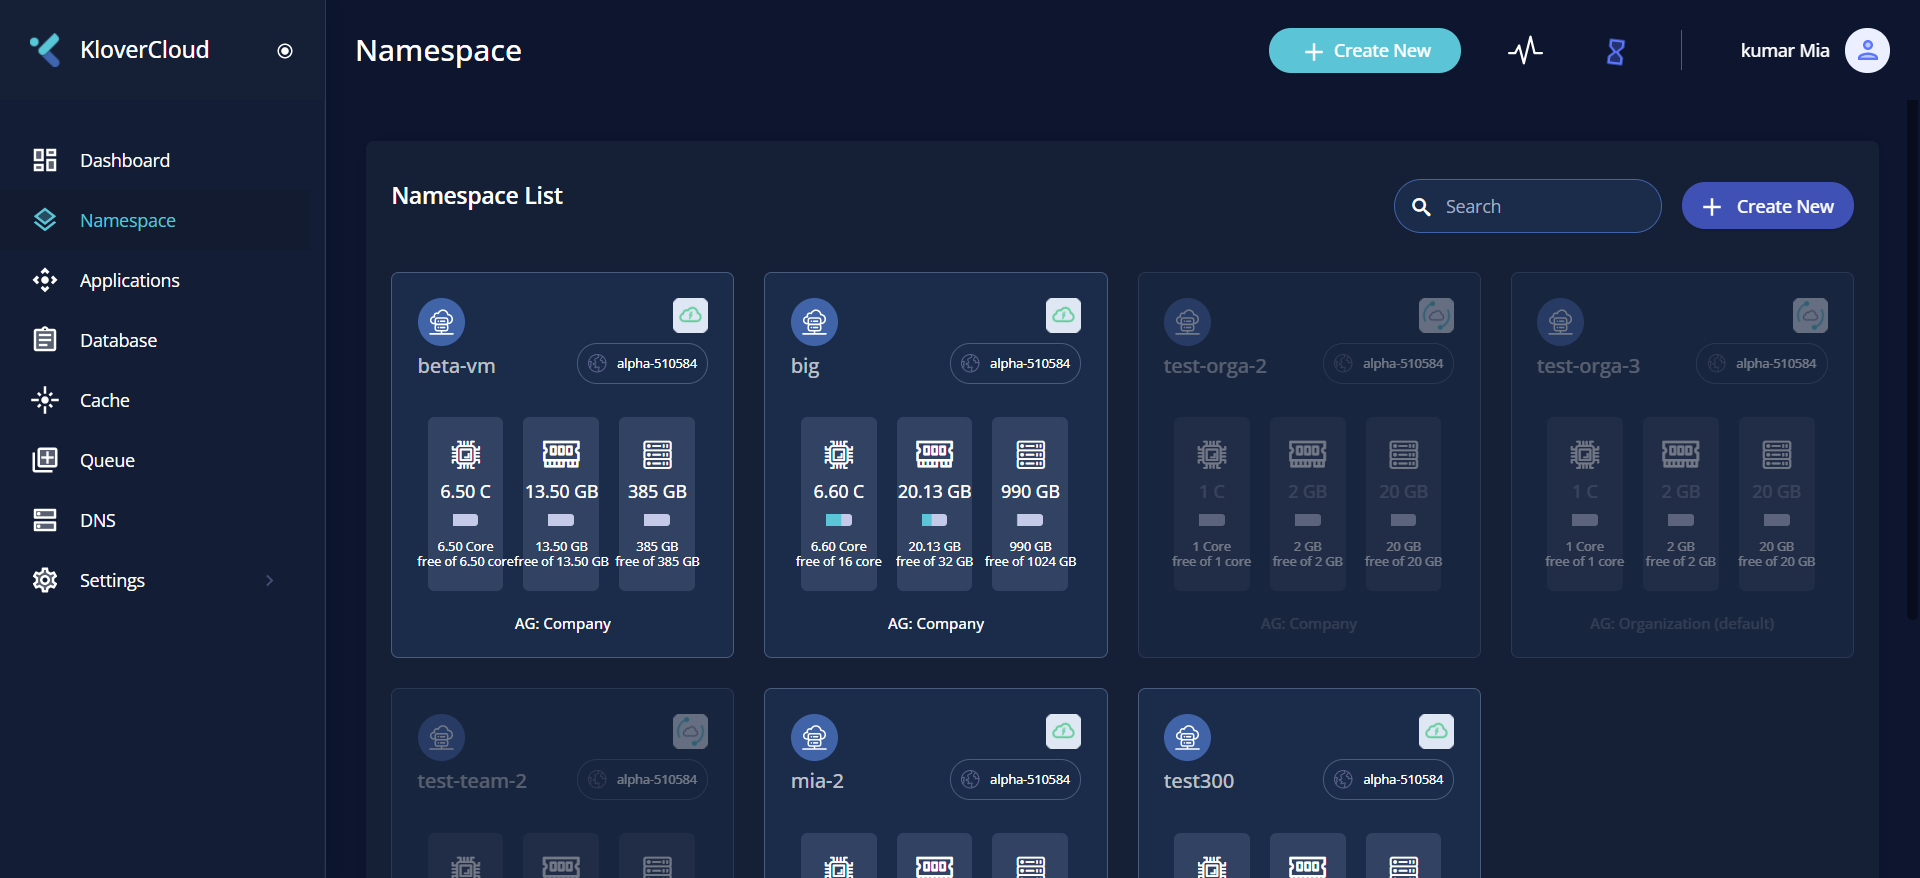 KloverCloud
Namespace
Create New
kumar Mia
Dashboard
Namespace
Applications
Database
Cache
Queue
DNS
Settings
Namespace List
Search
Create New
beta-vm
alpha-510584
6.50 C
13.50 GB
385 GB
6.50 Core
free of 6.50 core
13.50 GB
free of 13.50 GB
385 GB
free of 385 GB
AG: Company
big
alpha-510584
6.60 C
20.13 GB
990 GB
6.60 Core
free of 16 core
20.13 GB
free of 32 GB
990 GB
free of 1024 GB
AG: Company
test-orga-2
alpha-510584
1 C
2 GB
20 GB
1 Core
free of 1 core
2 GB
free of 2 GB
20 GB
free of 20 GB
AG: Company
test-orga-3
alpha-510584
1 C
2 GB
20 GB
1 Core
free of 1 core
2 GB
free of 2 GB
20 GB
free of 20 GB
AG: Organization (default)
test-team-2
alpha-510584
mia-2
alpha-510584
test300
alpha-510584